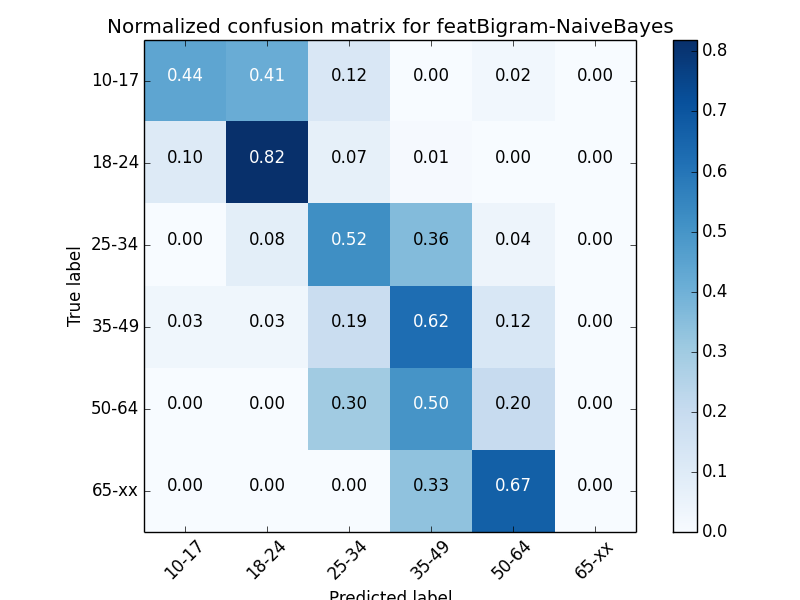 Normalized confusion matrix for featBigram-NaiveBayes
10-17 0.44 0.41 0.12 0.00 0.02 0.00
18-24 0.10 0.82 0.07 0.01 0.00 0.00
25-34 0.00 0.08 0.52 0.36 0.04 0.00
35-49 0.03 0.03 0.19 0.62 0.12 0.00
50-64 0.00 0.00 0.30 0.50 0.20 0.00
65-xx 0.00 0.00 0.00 0.33 0.67 0.00
True label
10-17 18-24 25-34 35-49 50-64 65-xx
Predicted label
0.8
0.7
0.6
0.5
0.4
0.3
0.2
0.1
0.0